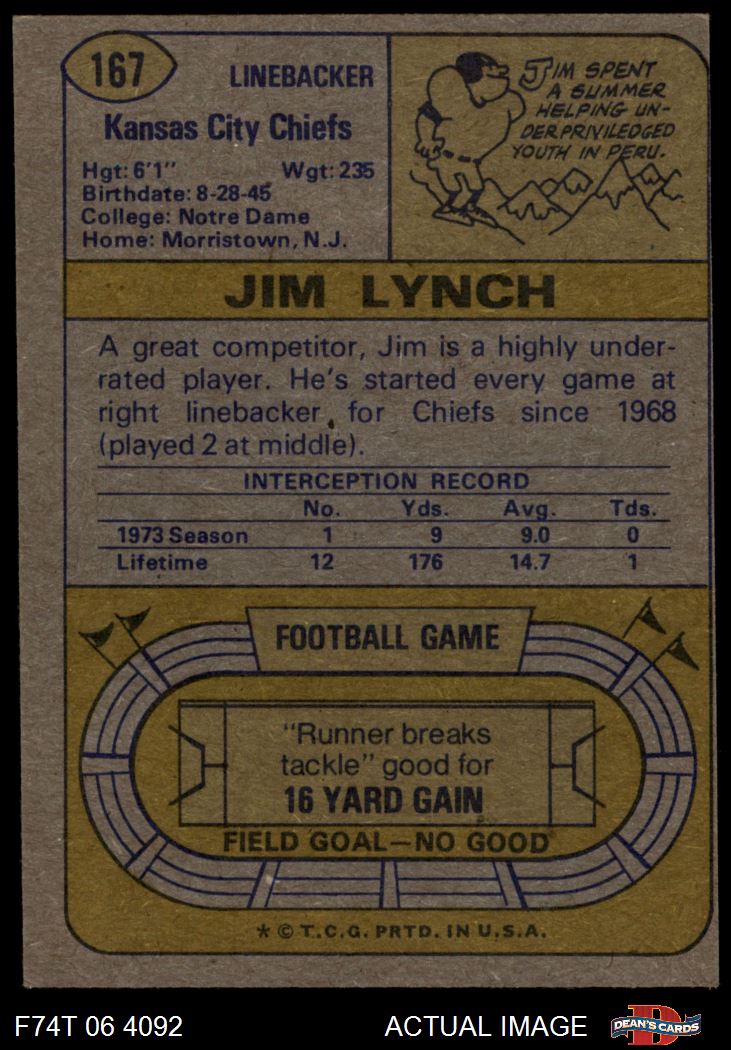 167
LINEBACKER
Kansas City Chiefs
Hgt: 6'1" Wgt: 235
Birthdate: 8-28-45
College: Notre Dame
Home: Morristown, N.J.
JIM SPENT
A SUMMER
HELPING UN-
DERPRIVILEDGED
YOUTH IN PERU.
JIM LYNCH
A great competitor, Jim is a highly under-
rated player. He's started every game at
right linebacker for Chiefs since 1968
(played 2 at middle).
INTERCEPTION RECORD
No. Yds. Avg. Tds.
1973 Season 1 9 9.0 0
Lifetime 12 176 14.7 1
FOOTBALL GAME
"Runner breaks
tackle" good for
16 YARD GAIN
FIELD GOAL—NO GOOD
* © T.C.G. PRTD. IN U.S.A.
F74T 06 4092 ACTUAL IMAGE
D
DEAN'S CARDS